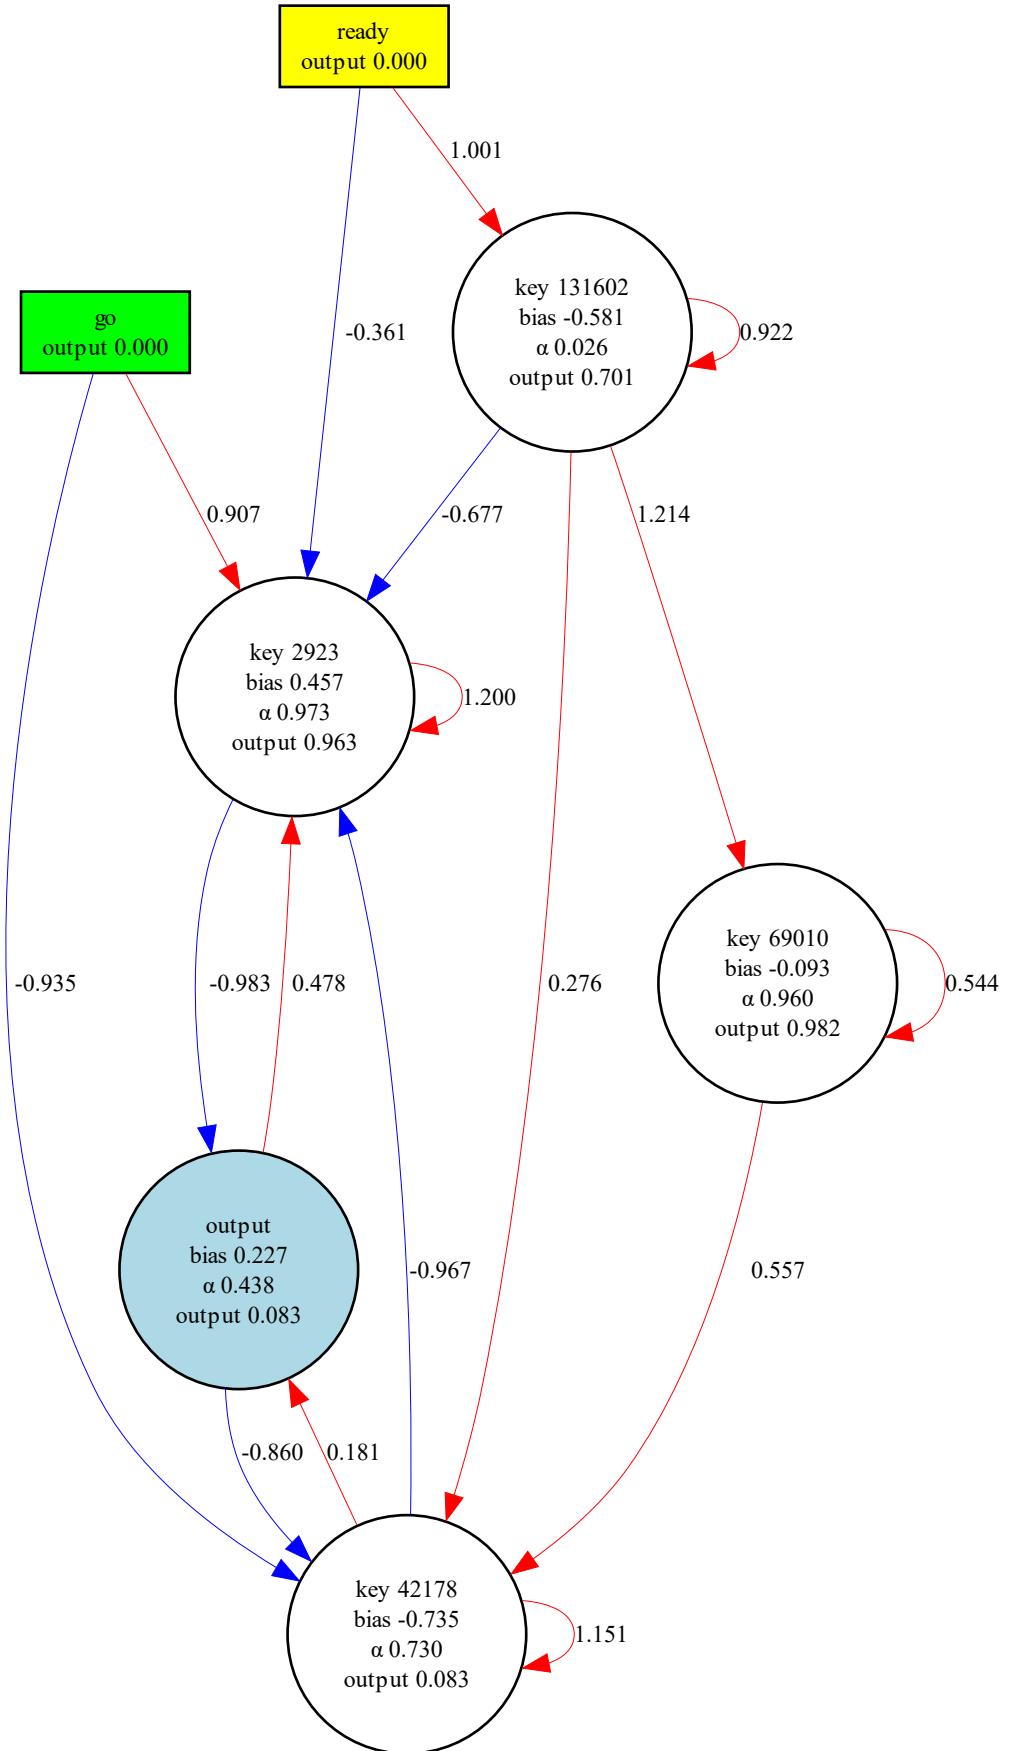 ready
output 0.000
1.001
key 131602
bias -0.581
α 0.026
output 0.701
0.922
go
output 0.000
-0.361
0.907
-0.677
1.214
key 2923
bias 0.457
α 0.973
output 0.963
1.200
key 69010
bias -0.093
α 0.960
output 0.982
0.544
-0.935
-0.983
0.478
0.276
output
bias 0.227
α 0.438
output 0.083
-0.967
0.557
-0.860
0.181
key 42178
bias -0.735
α 0.730
output 0.083
1.151